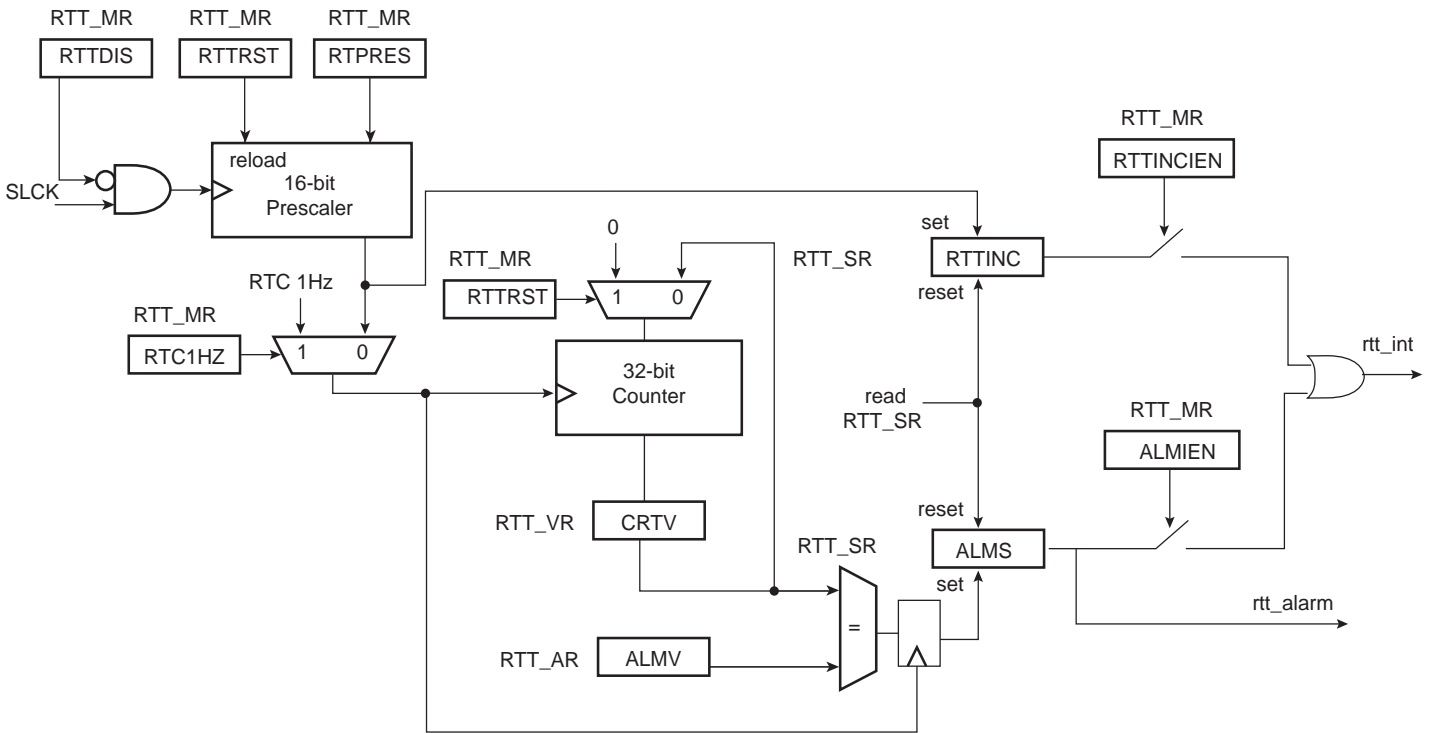 RTT_MR
RTT_MR
RTT_MR
RTTDIS
RTTRST
RTPRES
SLCK
reload
16-bit
Prescaler
RTT_MR
RTTINCIEN
set
RTTINC
reset
0
RTT_SR
RTT_MR
RTTRST
1 0
RTC 1Hz
RTT_MR
RTC1HZ
1 0
32-bit
Counter
rtt_int
read
RTT_SR
RTT_MR
ALMIEN
RTT_VR
CRTV
reset
ALMS
set
RTT_SR
=
rtt_alarm
RTT_AR
ALMV